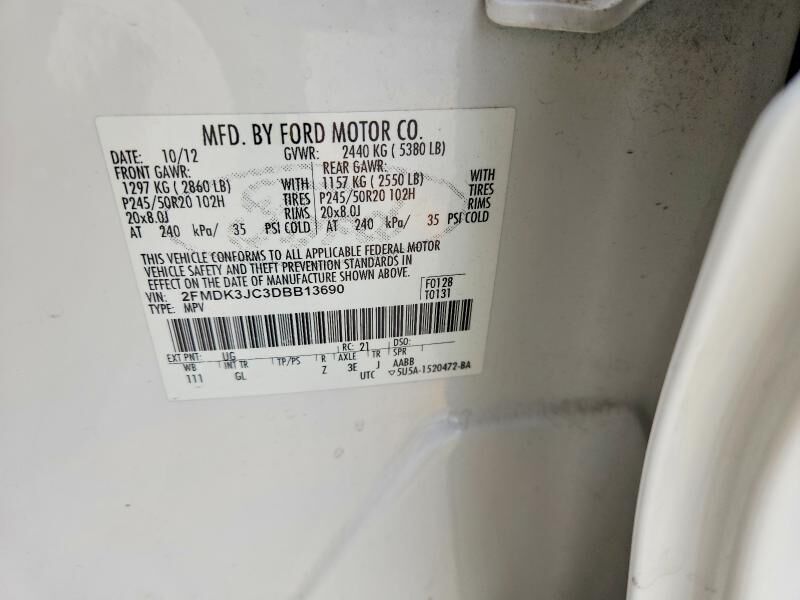 MFD. BY FORD MOTOR CO.
DATE: 10/12 GVWR: 2440 KG ( 5380 LB)
FRONT GAWR: REAR GAWR:
1297 KG ( 2860 LB) WITH 1157 KG ( 2550 LB) WITH
P245/50R20 102H TIRES P245/50R20 102H TIRES
20x8.0J RIMS 20x8.0J RIMS
AT 240 kPa/ 35 PSI COLD AT 240 kPa/ 35 PSI COLD
THIS VEHICLE CONFORMS TO ALL APPLICABLE FEDERAL MOTOR
VEHICLE SAFETY AND THEFT PREVENTION STANDARDS IN
EFFECT ON THE DATE OF MANUFACTURE SHOWN ABOVE.
VIN: 2FMDK3JC3DBB13690 F0128
TYPE: MPV T0131
EXT PNT: UG RC: 21 DSO:
WB INT TR TP/PS R AXLE TR SPR
111 GL Z 3E J AABB
UTC ▽5U5A-1520472-BA